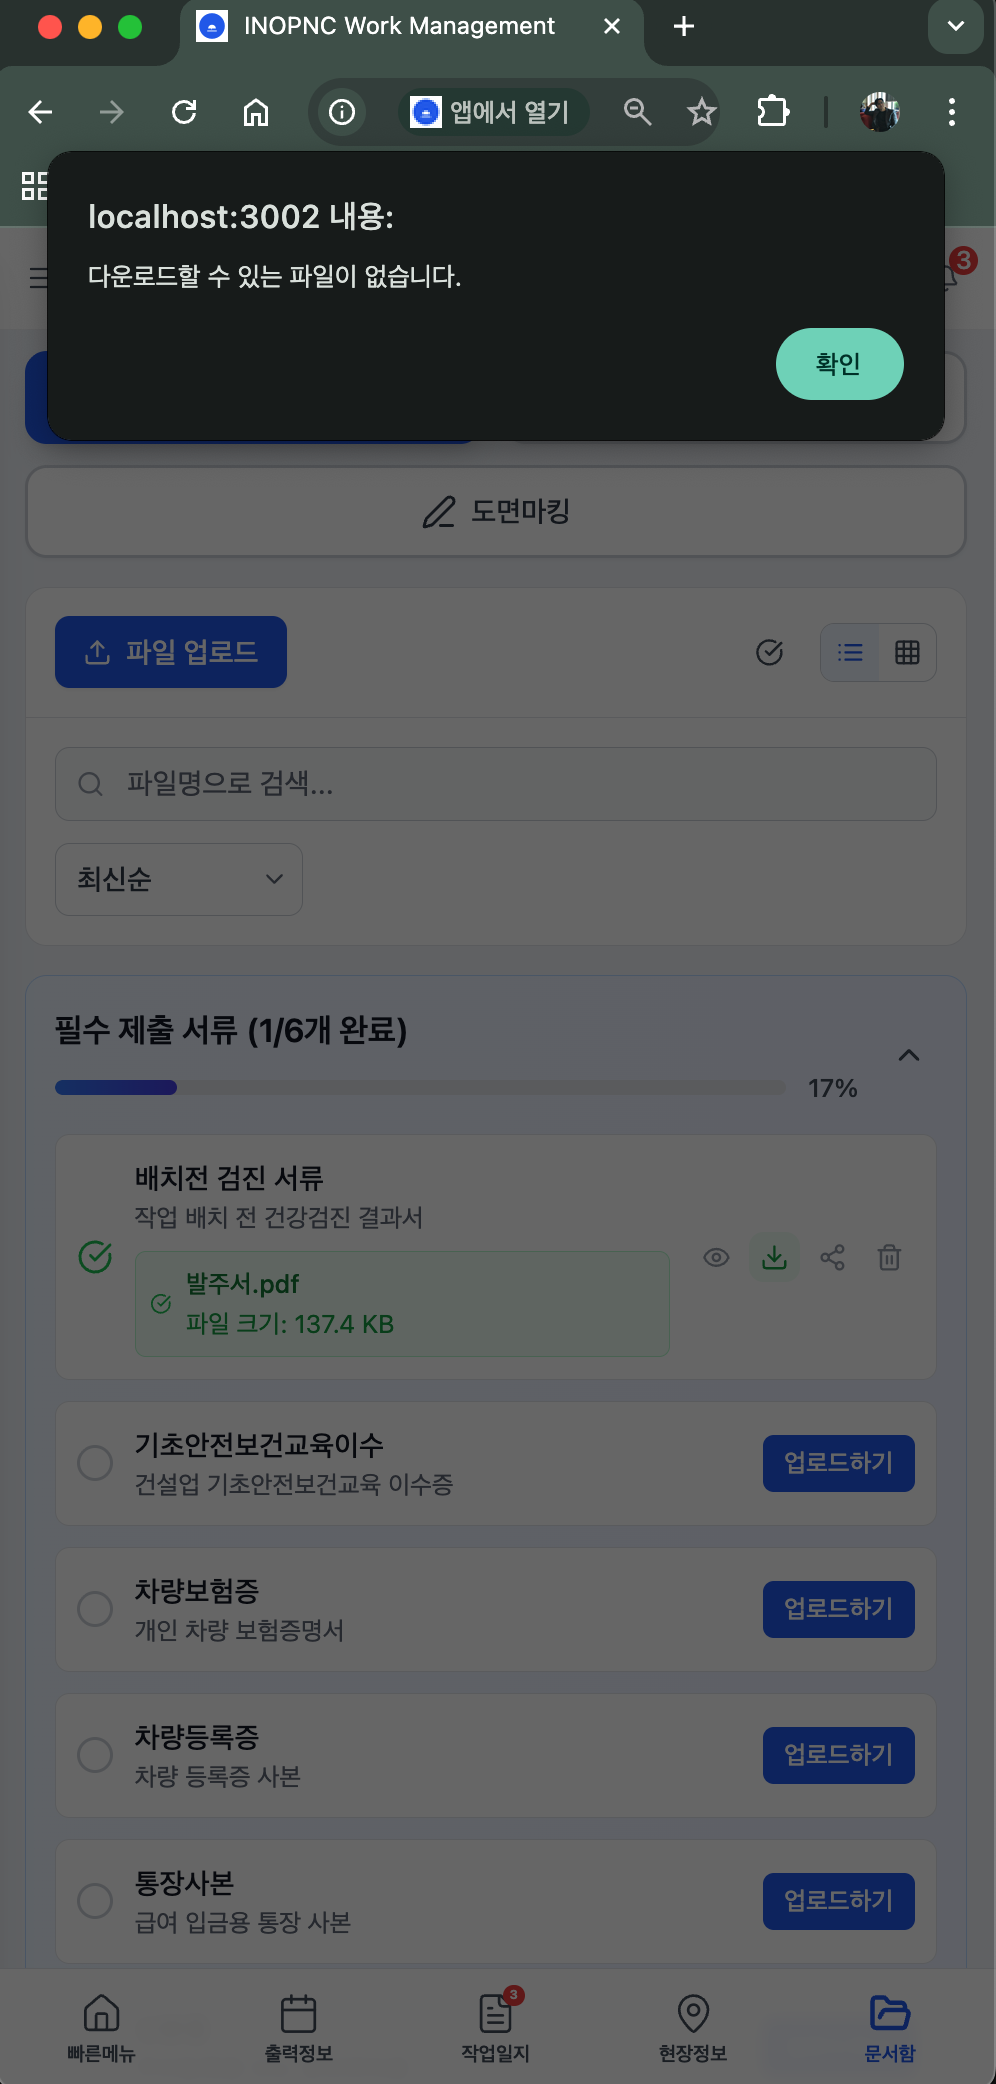 INOPNC Work Management
앱에서 열기
localhost:3002 내용:
다운로드할 수 있는 파일이 없습니다.
확인
3
도면마킹
파일 업로드
파일명으로 검색...
최신순
필수 제출 서류 (1/6개 완료)
17%
배치전 검진 서류
작업 배치 전 건강검진 결과서
발주서.pdf
파일 크기: 137.4 KB
기초안전보건교육이수
건설업 기초안전보건교육 이수증
업로드하기
차량보험증
개인 차량 보험증명서
업로드하기
차량등록증
차량 등록증 사본
업로드하기
통장사본
급여 입금용 통장 사본
업로드하기
3
빠른메뉴
출력정보
작업일지
현장정보
문서함